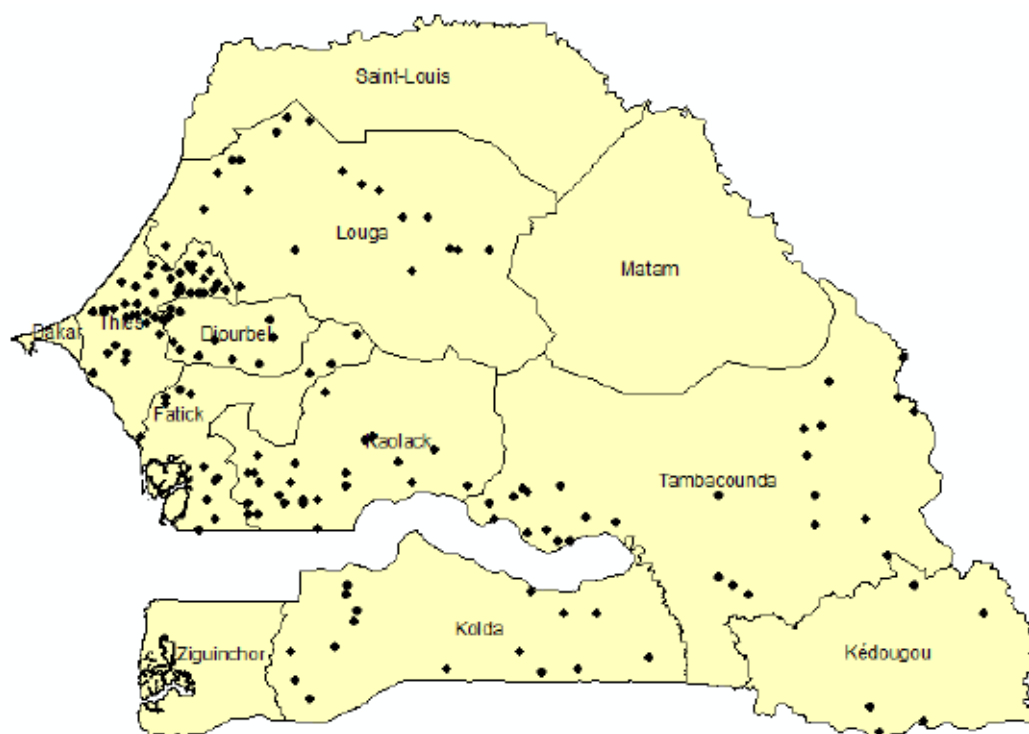 Saint-Louis
Louga
Matam
Dakar
Thies
Diourbel
Fatick
Kaolack
Tambacounda
Kolda
Ziguinchor
Kédougou